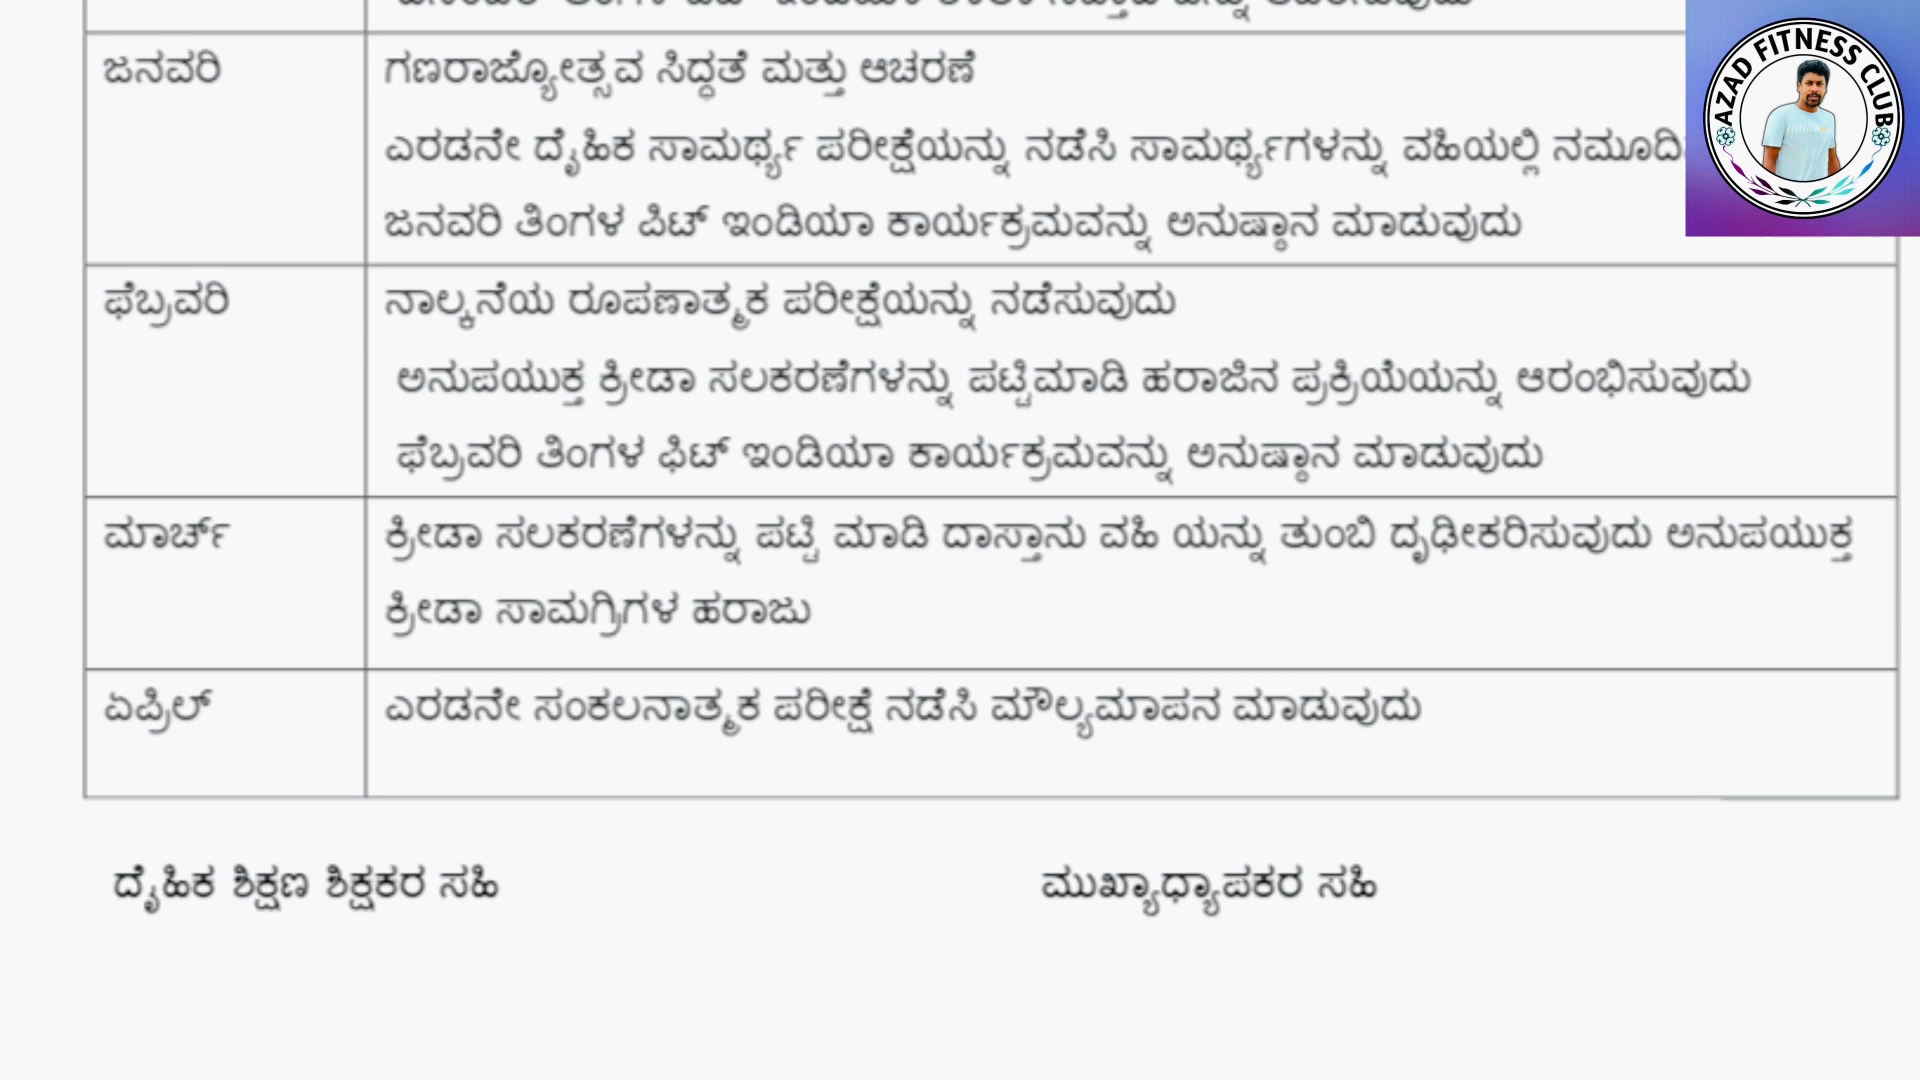 ಜನವರಿ
ಗಣರಾಜ್ಯೋತ್ಸವ ಸಿದ್ಧತೆ ಮತ್ತು ಆಚರಣೆ
ಎರಡನೇ ದೈಹಿಕ ಸಾಮರ್ಥ್ಯ ಪರೀಕ್ಷೆಯನ್ನು ನಡೆಸಿ ಸಾಮರ್ಥ್ಯಗಳನ್ನು ವಹಿಯಲ್ಲಿ
ಜನವರಿ ತಿಂಗಳ ಪಿಟ್ ಇಂಡಿಯಾ ಕಾರ್ಯಕ್ರಮವನ್ನು ಅನುಷ್ಠಾನ ಮಾಡುವುದು
ಫೆಬ್ರವರಿ
ನಾಲ್ಕನೆಯ ರೂಪಣಾತ್ಮಕ ಪರೀಕ್ಷೆಯನ್ನು ನಡೆಸುವುದು
ಅನುಪಯುಕ್ತ ಕ್ರೀಡಾ ಸಲಕರಣೆಗಳನ್ನು ಪಟ್ಟಿಮಾಡಿ ಹರಾಜಿನ ಪ್ರಕ್ರಿಯೆಯನ್ನು ಆರಂಭಿಸುವುದು
ಫೆಬ್ರವರಿ ತಿಂಗಳ ಫಿಟ್ ಇಂಡಿಯಾ ಕಾರ್ಯಕ್ರಮವನ್ನು ಅನುಷ್ಠಾನ ಮಾಡುವುದು
ಮಾರ್ಚ್
ಕ್ರೀಡಾ ಸಲಕರಣೆಗಳನ್ನು ಪಟ್ಟಿ ಮಾಡಿ ದಾಸ್ತಾನು ವಹಿ ಯನ್ನು ತುಂಬಿ ದೃಢೀಕರಿಸುವುದು ಅನುಪಯುಕ್ತ
ಕ್ರೀಡಾ ಸಾಮಗ್ರಿಗಳ ಹರಾಜು
ಏಪ್ರಿಲ್
ಎರಡನೇ ಸಂಕಲನಾತ್ಮಕ ಪರೀಕ್ಷೆ ನಡೆಸಿ ಮೌಲ್ಯಮಾಪನ ಮಾಡುವುದು
ದೈಹಿಕ ಶಿಕ್ಷಣ ಶಿಕ್ಷಕರ ಸಹಿ
ಮುಖ್ಯಾಧ್ಯಾಪಕರ ಸಹಿ
AZAD FITNESS CLUB